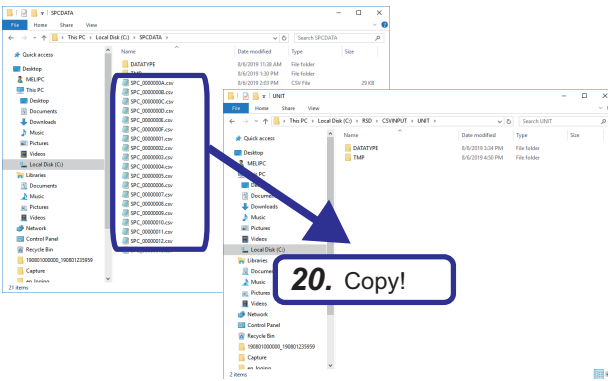 SPCDATA
File Home Share View
This PC > Local Disk (C:) > SPCDATA >
Search SPCDATA
Name Date modified Type Size
Quick access
Desktop
MELIPC
This PC
Desktop
Documents
Downloads
Music
Pictures
Videos
Local Disk (C:)
Libraries
Documents
Music
Pictures
Videos
Network
Control Panel
Recycle Bin
190801000000_190801235959
Capture
en_loging
21 items
DATATYPE 8/6/2019 11:38 AM File folder
TMP 8/6/2019 1:30 PM File folder
SPC_0000000A.csv 8/6/2019 2:03 PM CSV File 29 KB
SPC_0000000B.csv
SPC_0000000C.csv
SPC_0000000D.csv
SPC_0000000E.csv
SPC_0000000F.csv
SPC_00000001.csv
SPC_00000002.csv
SPC_00000003.csv
SPC_00000004.csv
SPC_00000005.csv
SPC_00000006.csv
SPC_00000007.csv
SPC_00000008.csv
SPC_00000009.csv
SPC_00000010.csv
SPC_00000011.csv
SPC_00000012.csv
UNIT
File Home Share View
This PC > Local Disk (C:) > RSD > CSVINPUT > UNIT >
Search UNIT
Name Date modified Type Size
Quick access
Desktop
MELIPC
This PC
Desktop
Documents
Downloads
Music
Pictures
Videos
Local Disk (C:)
Libraries
Documents
Music
Pictures
Videos
Network
Control Panel
Recycle Bin
190801000000_190801235959
Capture
2 items
DATATYPE 8/6/2019 3:34 PM File folder
TMP 8/6/2019 4:50 PM File folder
20. Copy!